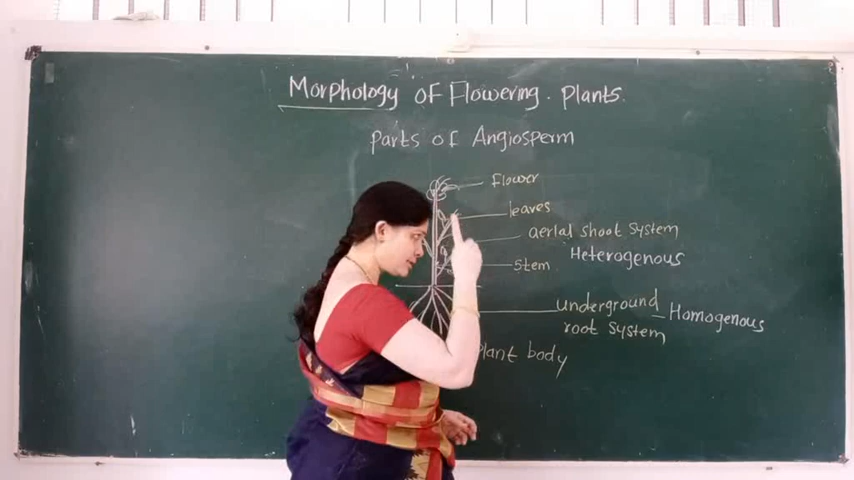 Morphology of Flowering. Plants.
Parts of Angiosperm
flower
leaves
aerial shoot System
Heterogenous
Stem
underground
root System
Homogenous
Plant body